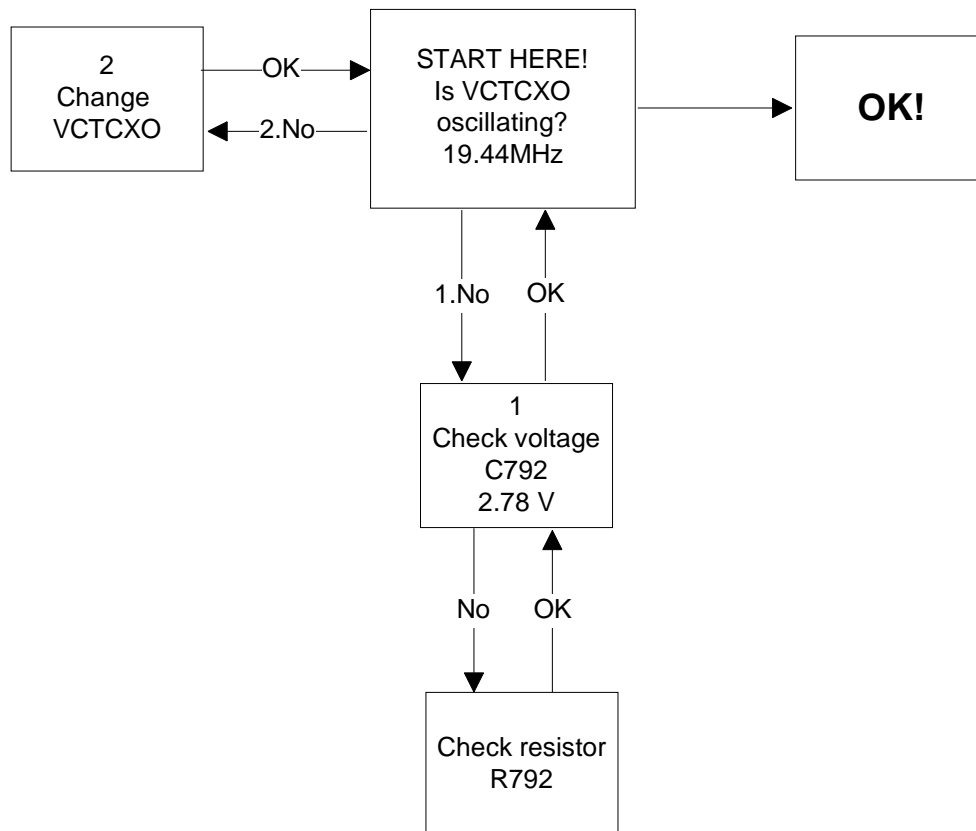 2
Change
VCTCXO
OK
2.No
START HERE!
Is VCTCXO
oscillating?
19.44MHz
OK!
1.No
OK
1
Check voltage
C792
2.78 V
No
OK
Check resistor
R792